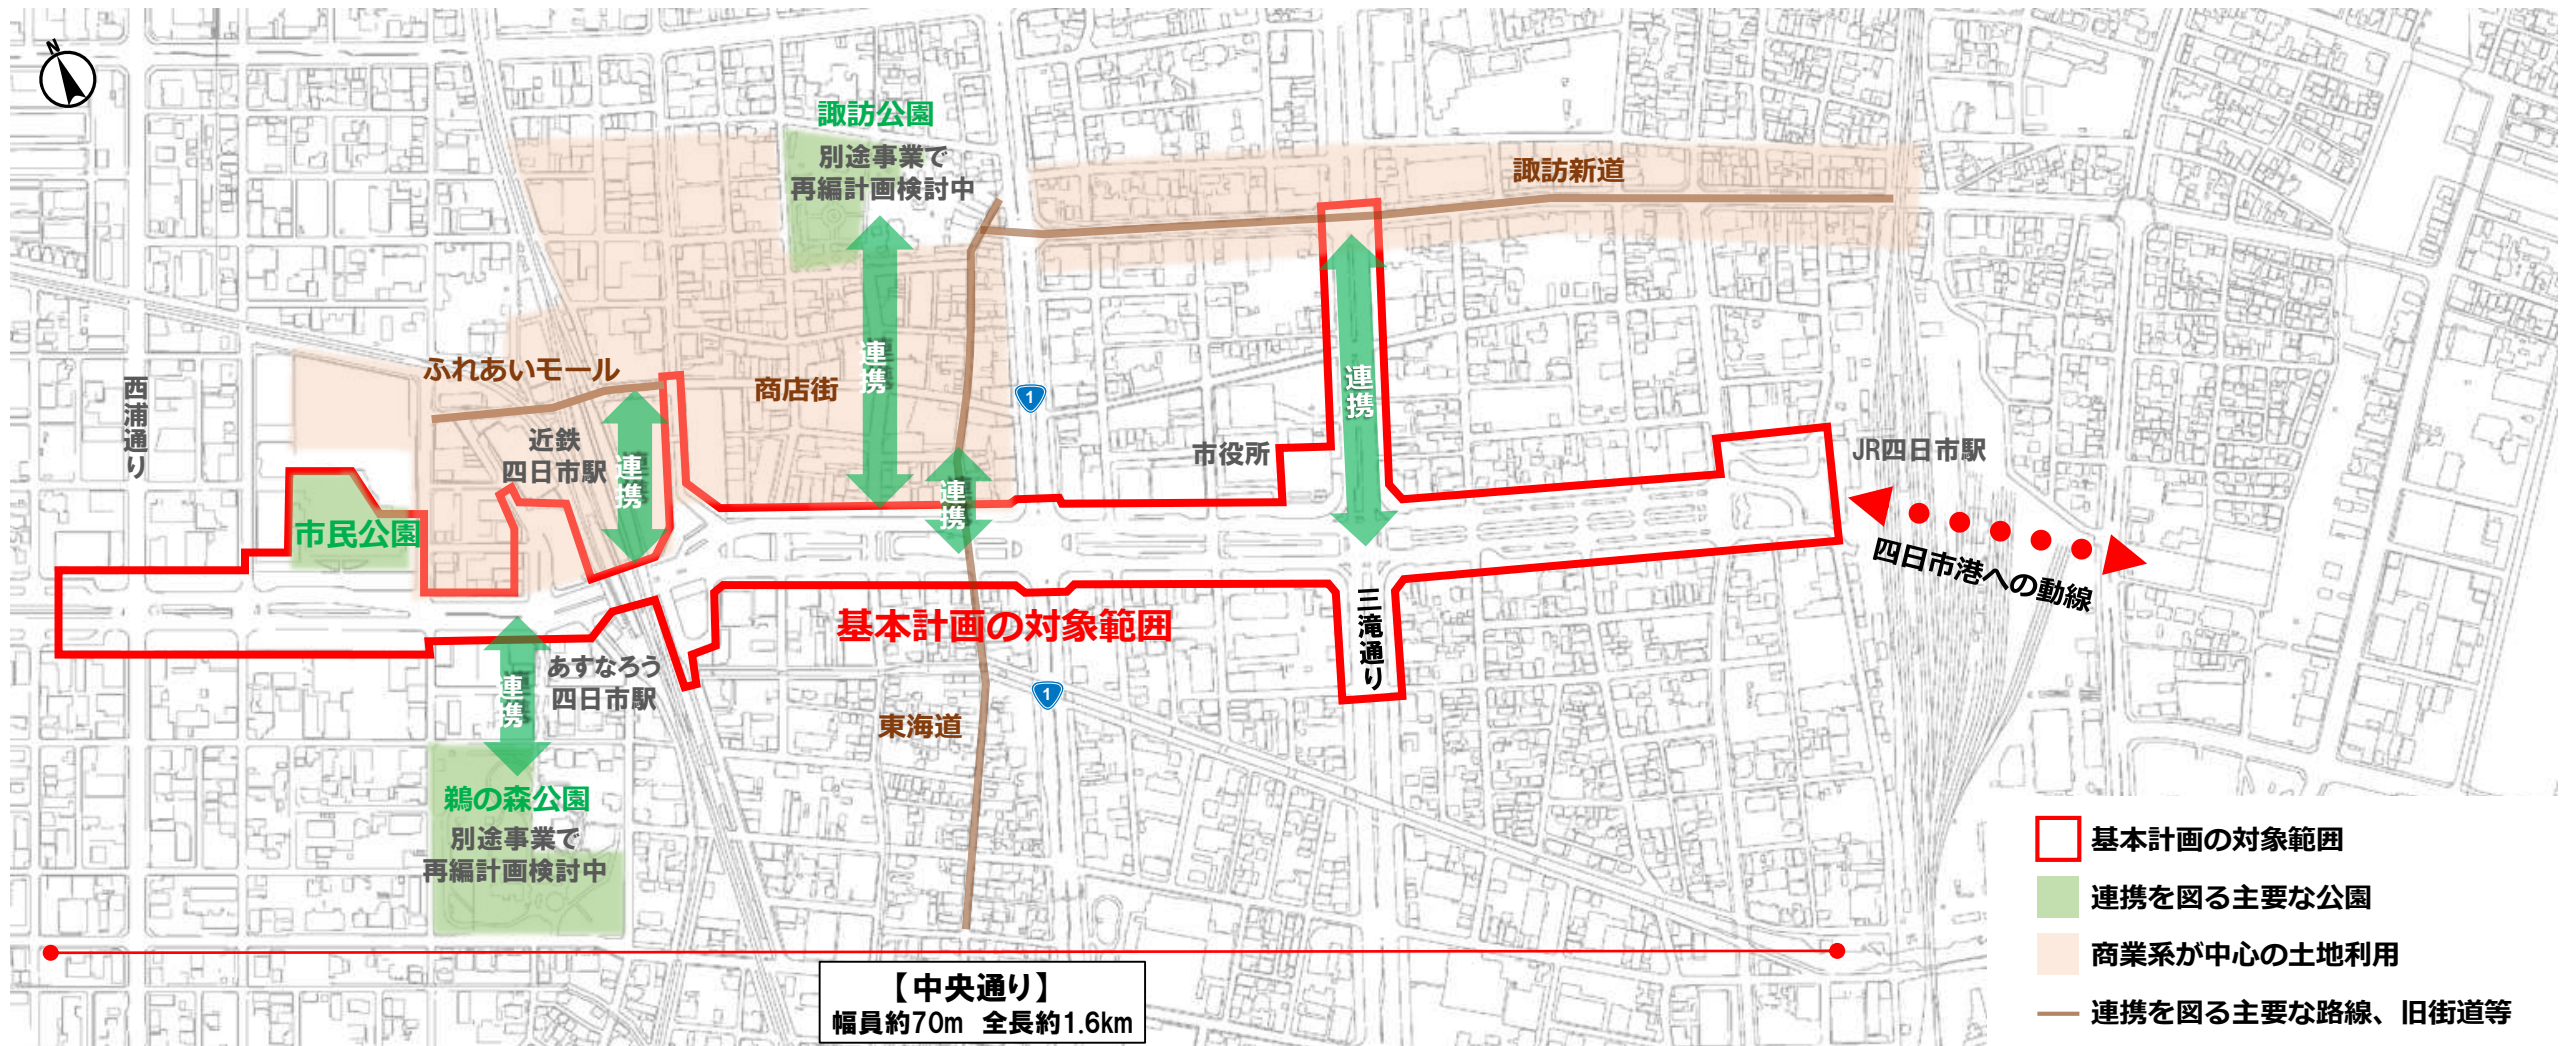 N
諏訪公園
別途事業で
再編計画検討中
諏訪新道
ふれあいモール
西浦通り
商店街
連携
連携
1
近鉄
四日市駅
連携
市役所
JR四日市駅
連携
市民公園
四日市港への動線
基本計画の対象範囲
三滝通り
あすなろう
四日市駅
連携
1
東海道
鵜の森公園
別途事業で
再編計画検討中
【中央通り】
幅員約70m 全長約1.6km
基本計画の対象範囲
連携を図る主要な公園
商業系が中心の土地利用
連携を図る主要な路線、旧街道等